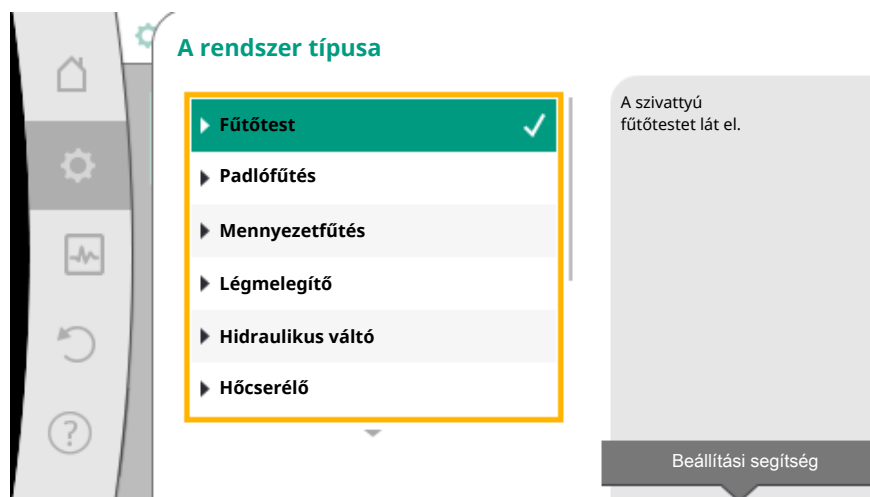 A rendszer típusa
Fűtőtest
Padlófűtés
Mennyezetfűtés
Légmelegítő
Hidraulikus váltó
Hőcserélő
A szivattyú
fűtőtestet lát el.
Beállítási segítség